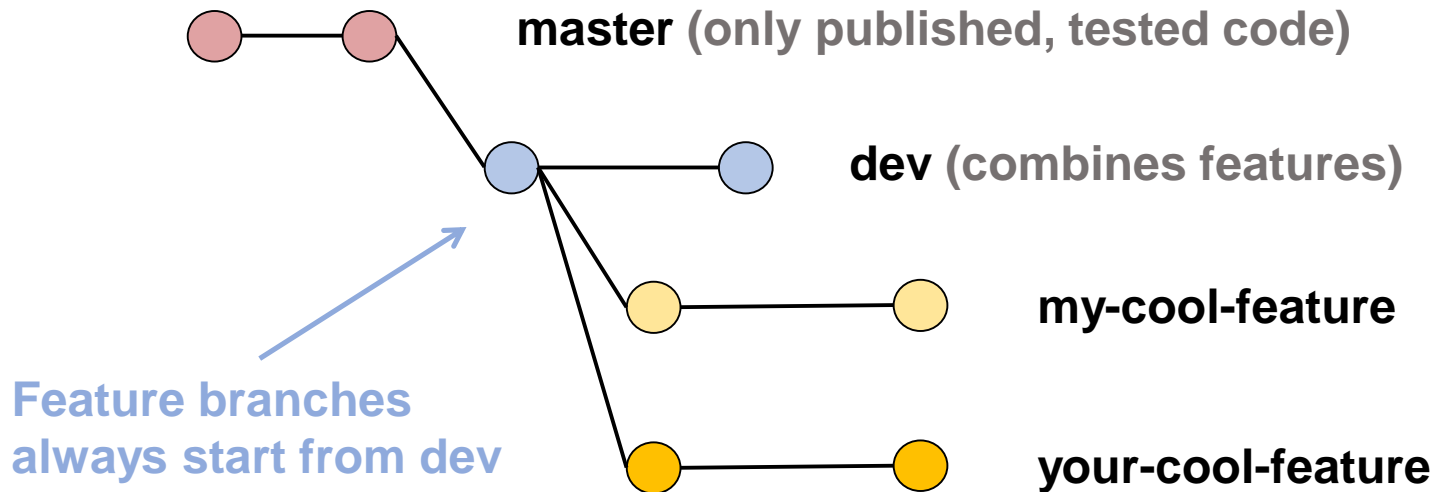 master (only published, tested code)
dev (combines features)
my-cool-feature
Feature branches
always start from dev
your-cool-feature